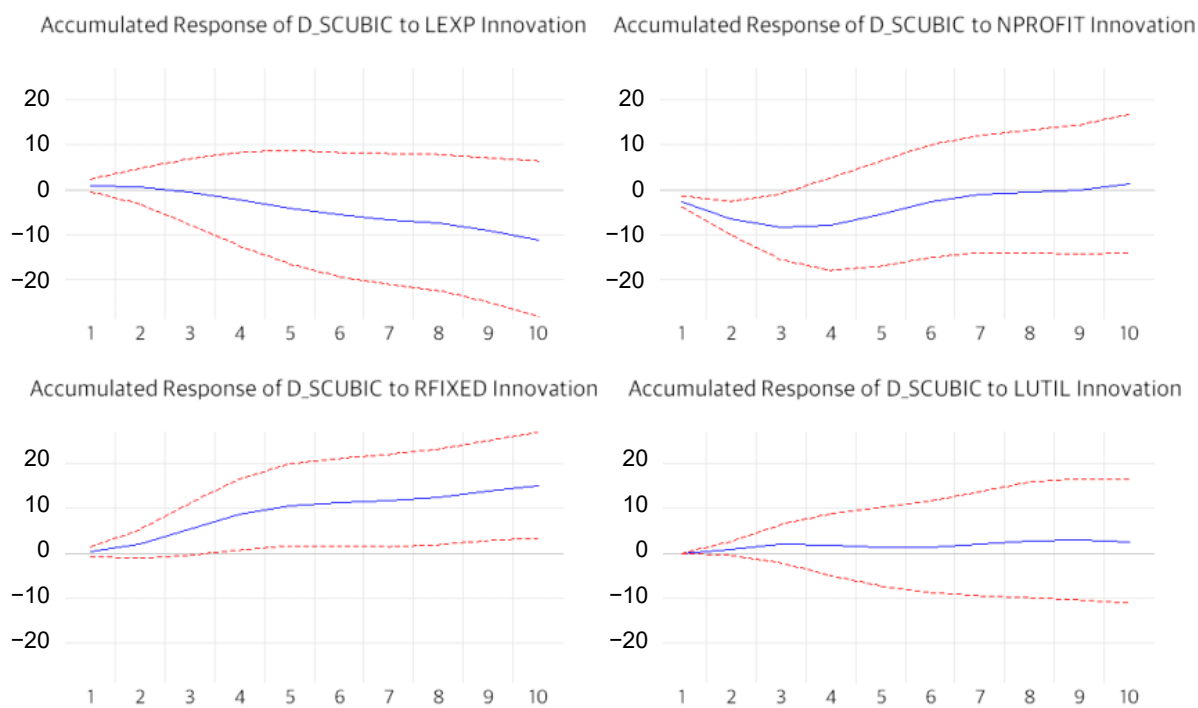 Accumulated Response of D_SCUBIC to LEXP Innovation
20
10
0
−10
−20
1 2 3 4 5 6 7 8 9 10
Accumulated Response of D_SCUBIC to NPROFIT Innovation
20
10
0
−10
−20
1 2 3 4 5 6 7 8 9 10
Accumulated Response of D_SCUBIC to RFIXED Innovation
20
10
0
−10
−20
1 2 3 4 5 6 7 8 9 10
Accumulated Response of D_SCUBIC to LUTIL Innovation
20
10
0
−10
−20
1 2 3 4 5 6 7 8 9 10